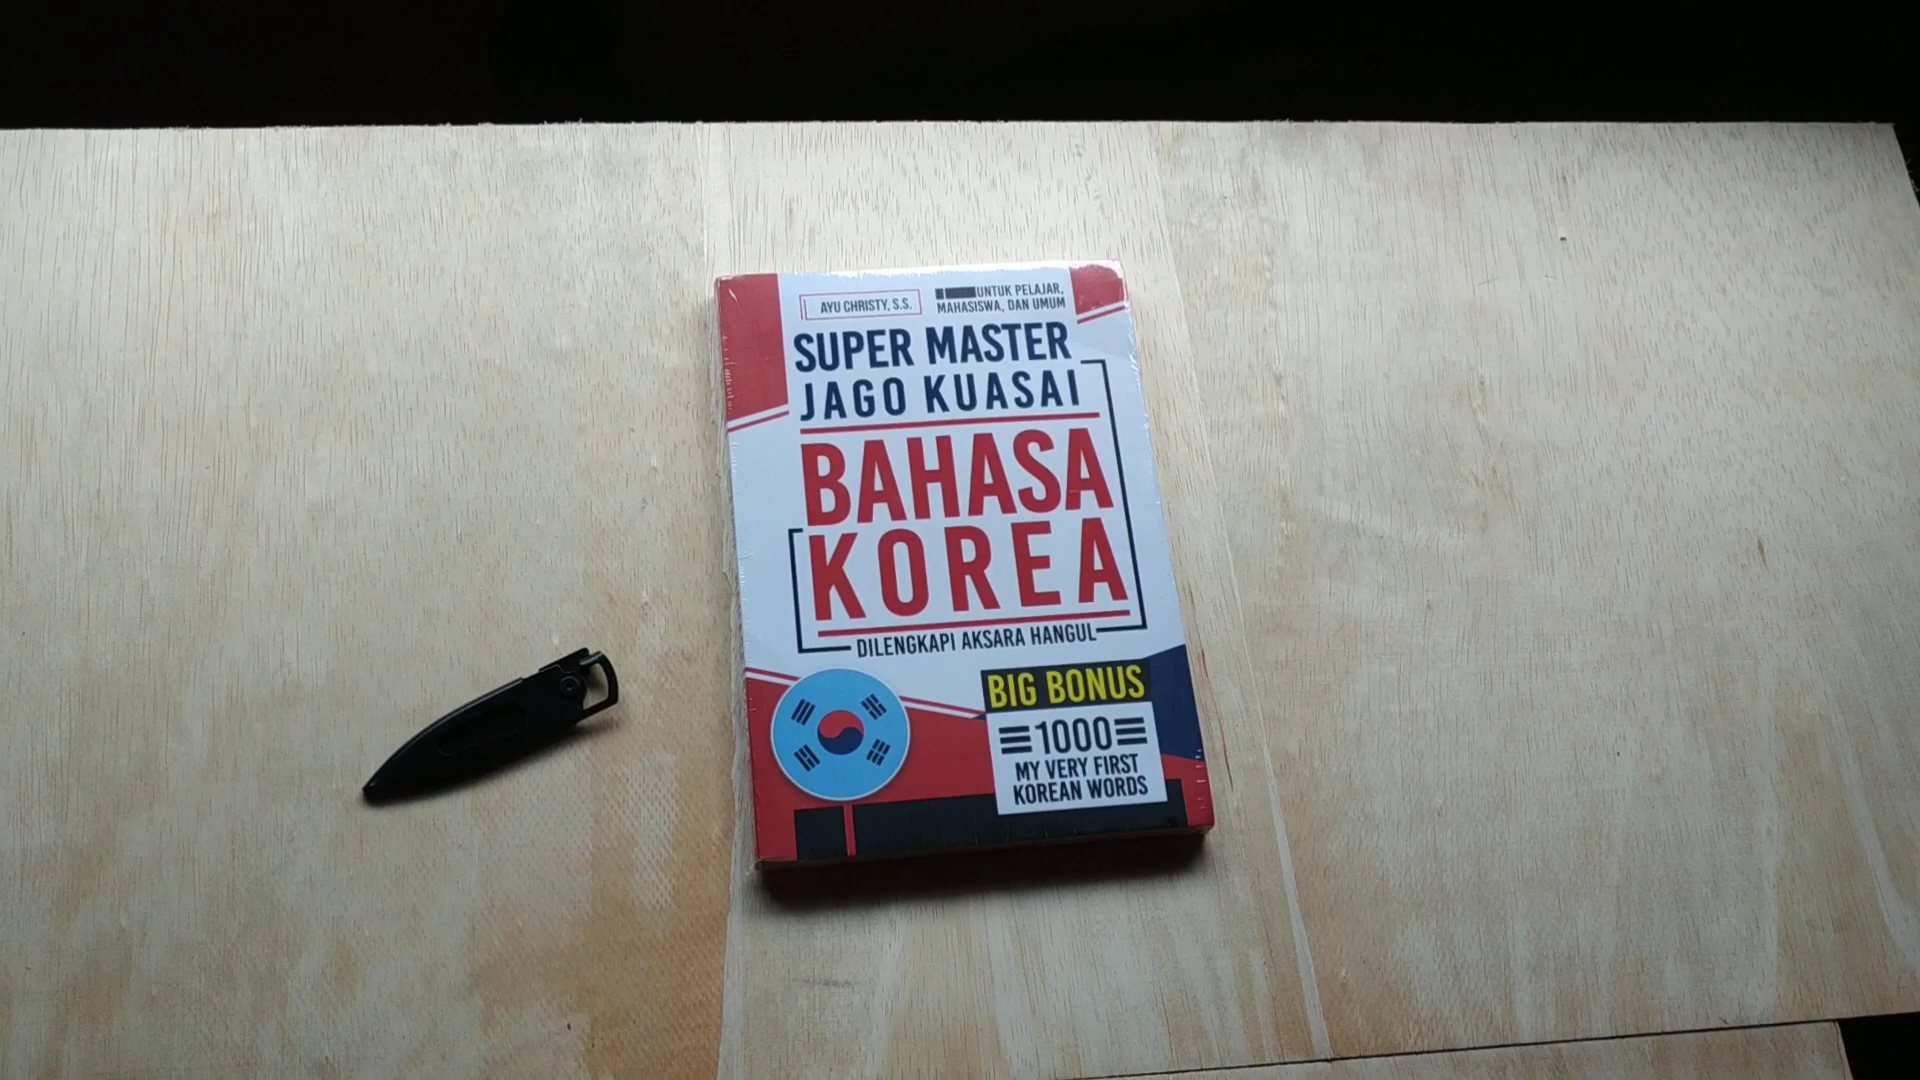 AYU CHRISTY, S.S.
UNTUK PELAJAR,
MAHASISWA, DAN UMUM
SUPER MASTER
JAGO KUASAI
BAHASA
KOREA
DILENGKAPI AKSARA HANGUL
BIG BONUS
1000
MY VERY FIRST
KOREAN WORDS